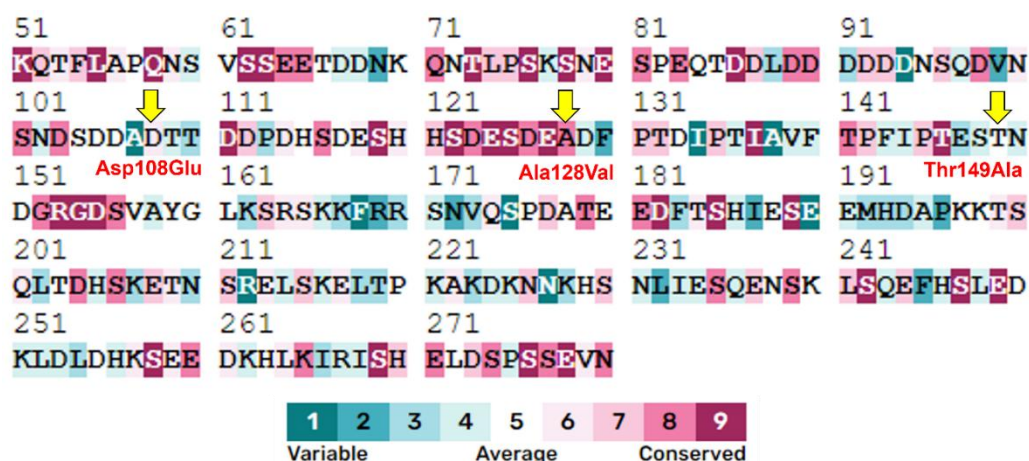 51 61 71 81 91
KQTFLAPQNS VSSEETDDNK QNTLPSKSNE SPEQTDDLDD DDDDNSQDVN
101 111 121 131 141
SNDSDDADTT DDPDHSDESH HSDESDEADF PTDIPTIAVF TPFIPTESTN
Asp108Glu Ala128Val Thr149Ala
151 161 171 181 191
DGRGDSVAYG LKSRSKKFRR SNVQSPDATE EDFTSHIESE EMHDAPKKTS
201 211 221 231 241
QLTDHSKETN SRELSKELTP KAKDKNNKHS NLIESQENSK LSQEFHSLED
251 261 271
KLDLDHKSEE DKHLKIRISH ELDSPSSEVN
1 2 3 4 5 6 7 8 9
Variable Average Conserved